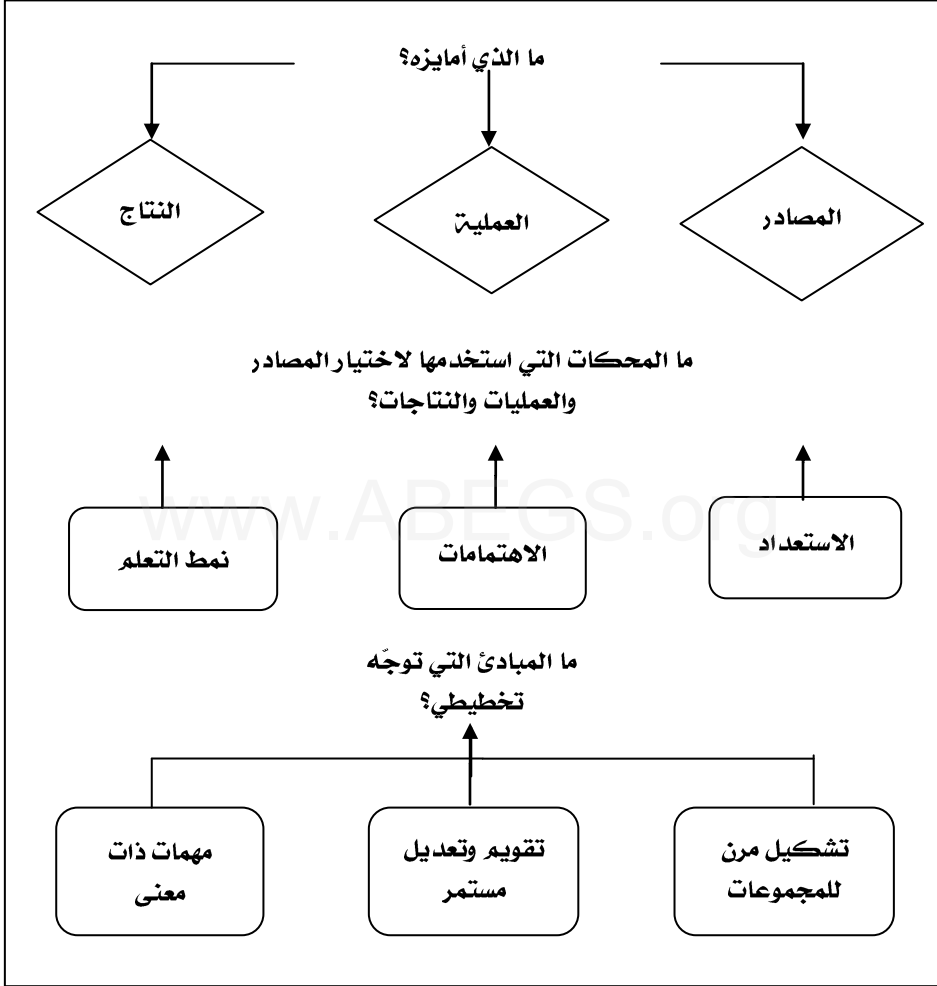 ما الذي أمايزه؟
المصادر
العملية
النتاج
ما المحكات التي استخدمها لاختيار المصادر
والعمليات والنتاجات؟
الاستعداد
الاهتمامات
نمط التعلم
www.ABEGS.org
ما المبادئ التي توجّه
تخطيطي؟
تشكيل مرن
للمجموعات
تقويم وتعديل
مستمر
مهمات ذات
معنى